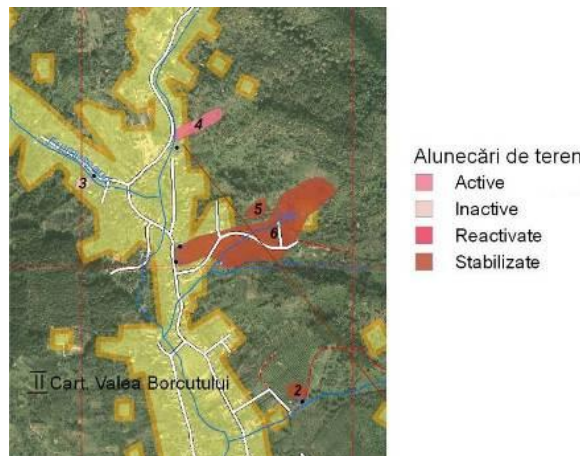 4
3
5
6
2
II Cart. Valea Borcutului
Alunecări de teren
Active
Inactive
Reactivate
Stabilizate